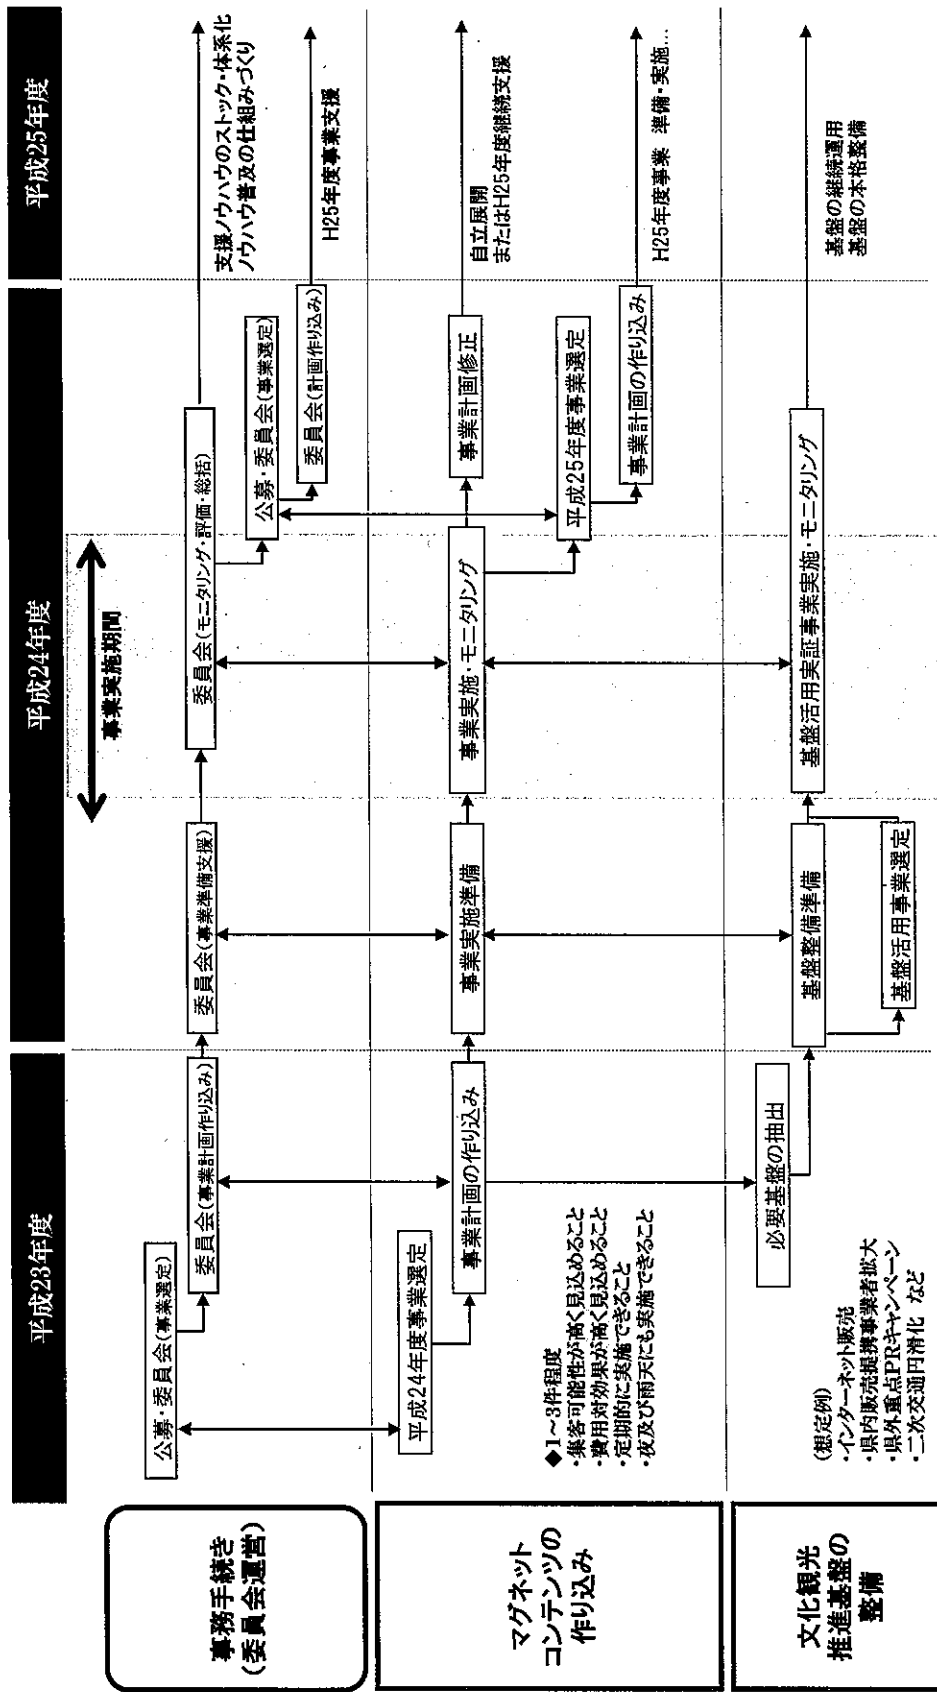 平成23年度
平成24年度
平成25年度
事業実施期間
事務手続き
(委員会運営)
公募・委員会(事業選定)
委員会(事業計画作り込み)
委員会(事業準備支援)
委員会(モニタリング・評価・総括)
公募・委員会(事業選定)
委員会(計画作り込み)
支援ノウハウのストック・体系化
ノウハウ普及の仕組みづくり
H25年度事業支援
マグネット
コンテンツの
作り込み
平成24年度事業選定
事業計画の作り込み
◆1～3件程度
・集客可能性が高く見込めること
・費用対効果が高く見込めること
・定期的に実施できること
・夜及び雨天にも実施できること
事業実施準備
事業実施・モニタリング
事業計画修正
平成25年度事業選定
事業計画の作り込み
自立展開
またはH25年度継続支援
H25年度事業 準備・実施…
文化観光
推進基盤の
整備
必要基盤の抽出
(想定例)
・インターネット販売
・県内販売提携事業者拡大
・県外重点PRキャンペーン
・二次交通円滑化 など
基盤整備準備
基盤活用事業選定
基盤活用実証事業実施・モニタリング
基盤の継続運用
基盤の本格整備